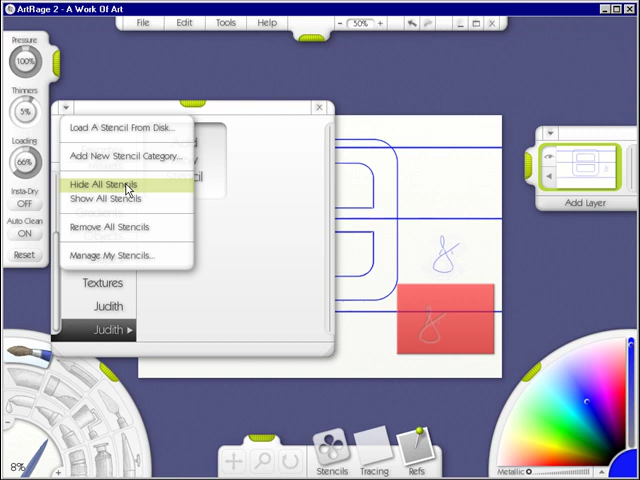 ArtRage 2 - A Work Of Art
File Edit Tools Help 50%
Pressure
100%
Thinners
5%
Loading
66%
Insta-Dry
OFF
Auto Clean
ON
Reset
Load A Stencil From Disk...
Add New Stencil Category...
Hide All Stencils
Show All Stencils
Remove All Stencils
Manage My Stencils...
Textures
Judith
Judith
Add Layer
8%
Stencils Tracing Refs
Metallic